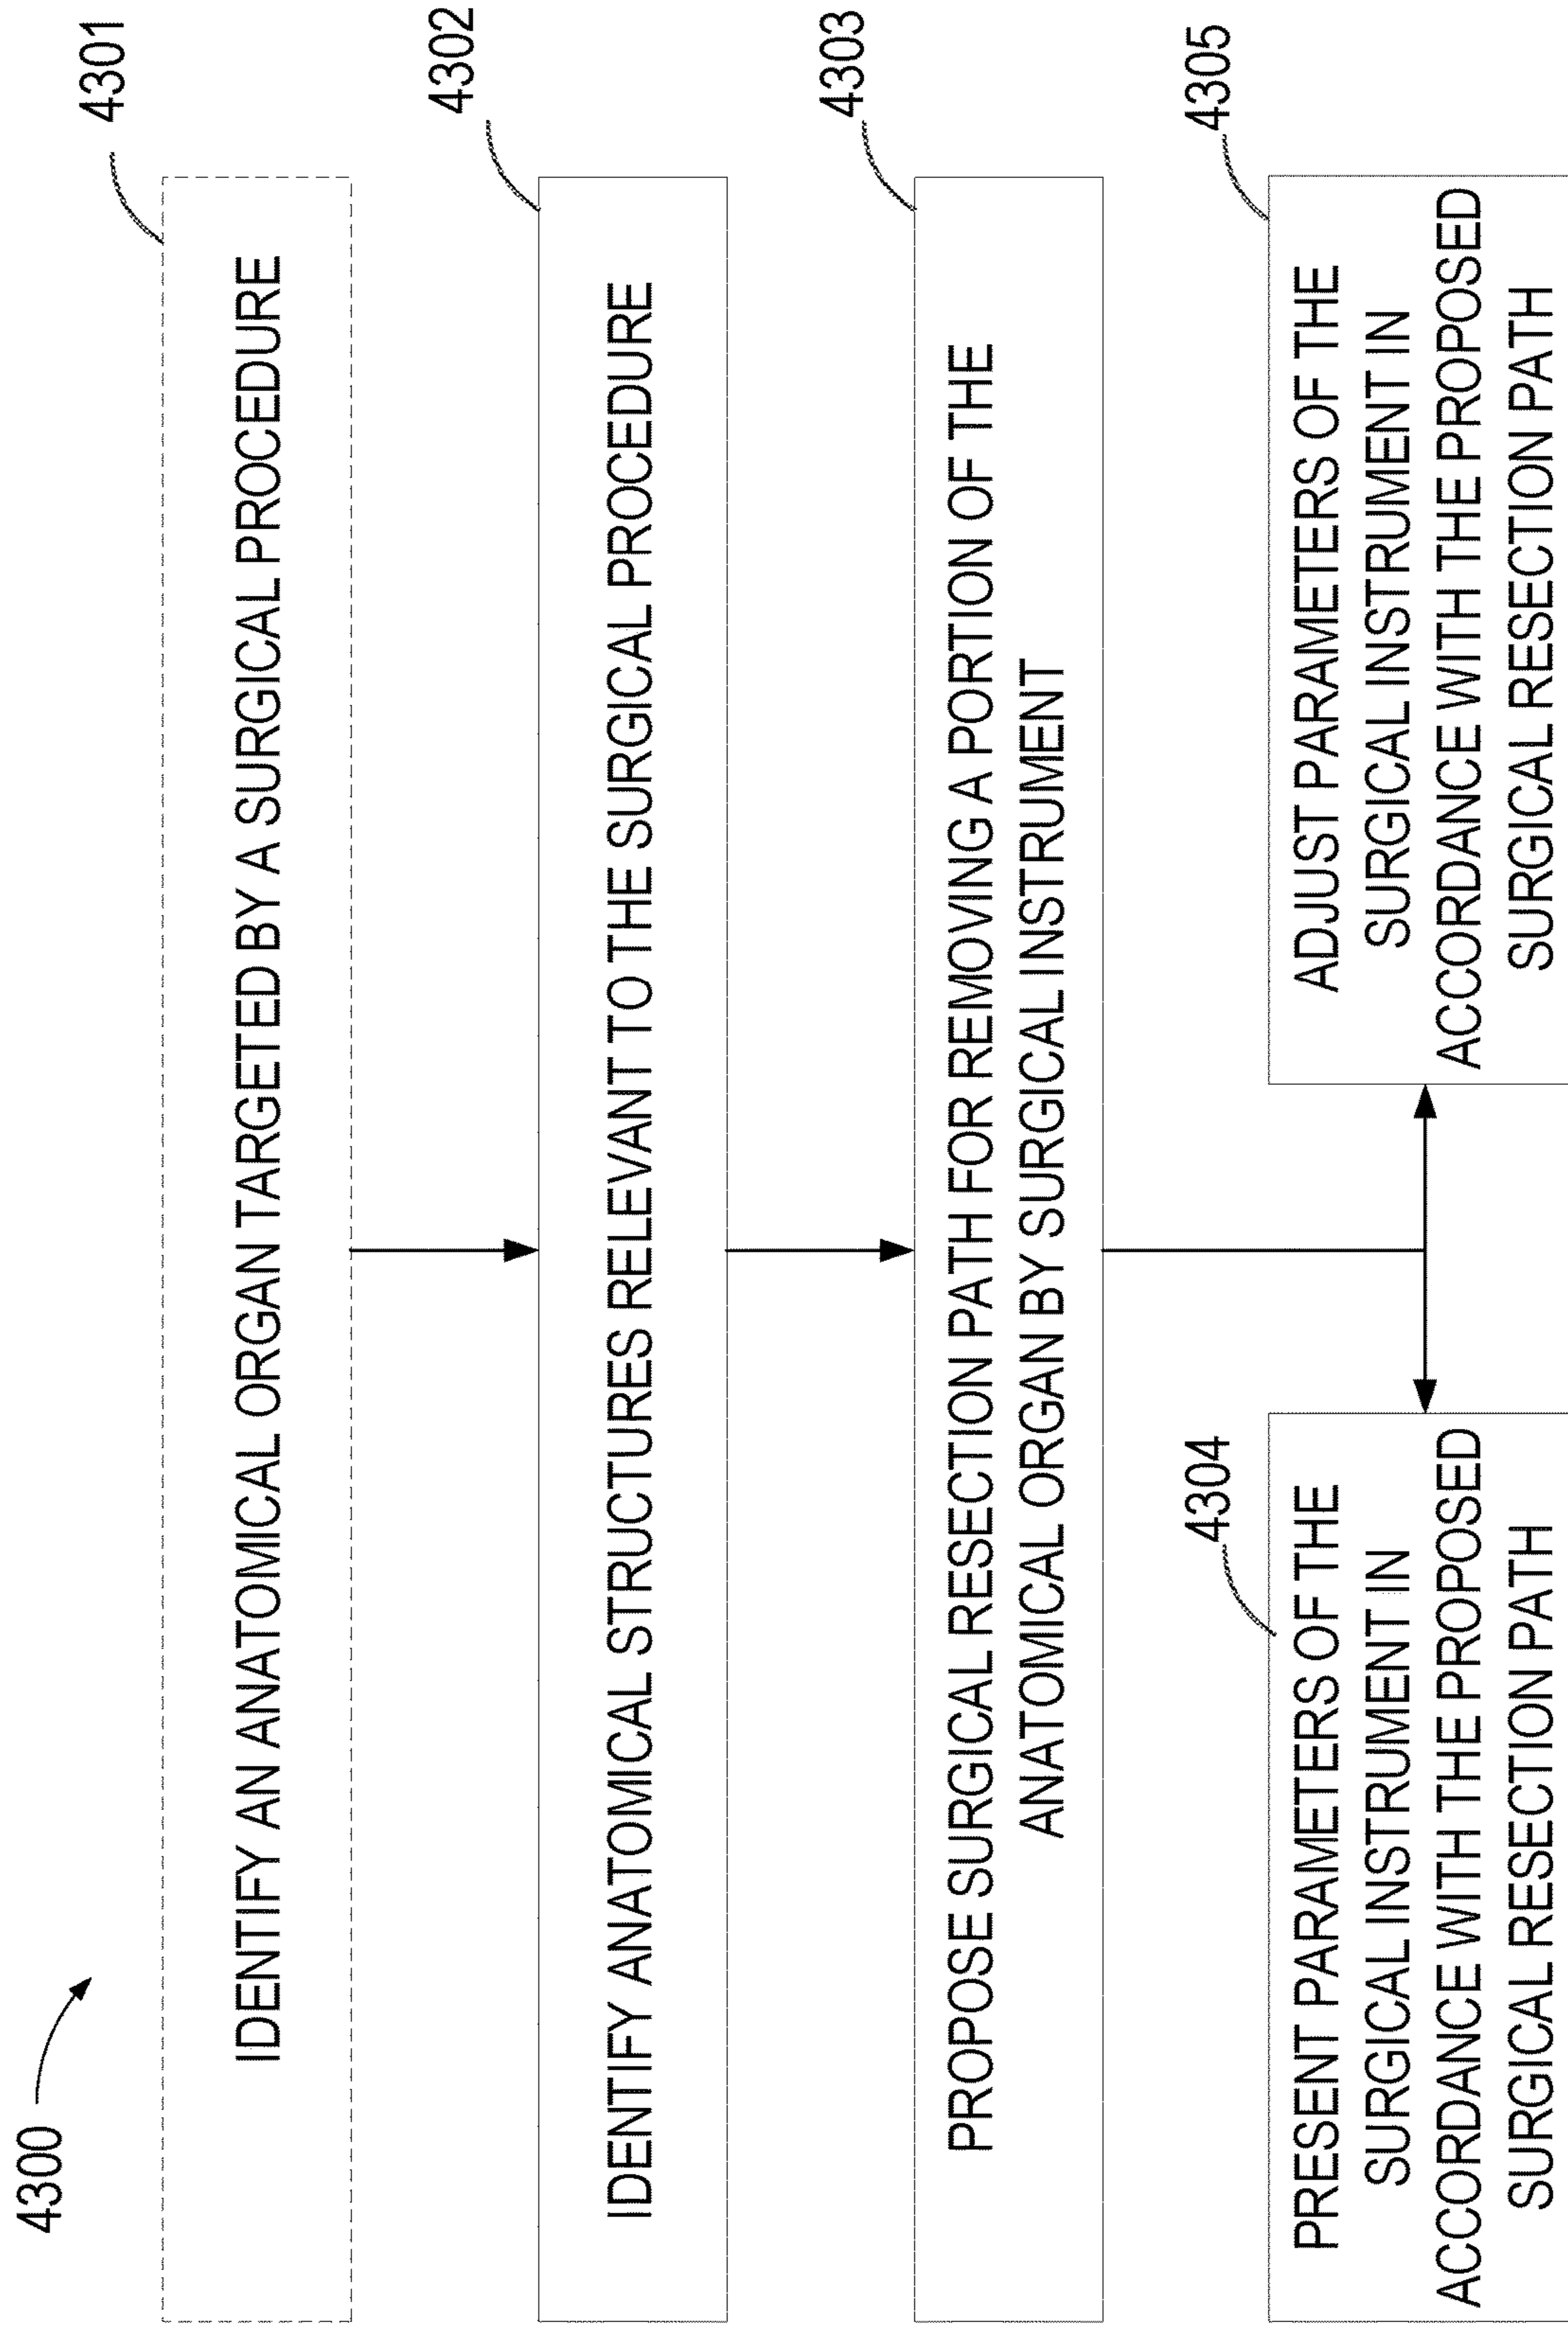 4300
4301
IDENTIFY AN ANATOMICAL ORGAN TARGETED BY A SURGICAL PROCEDURE
4302
IDENTIFY ANATOMICAL STRUCTURES RELEVANT TO THE SURGICAL PROCEDURE
4303
PROPOSE SURGICAL RESECTION PATH FOR REMOVING A PORTION OF THE
ANATOMICAL ORGAN BY SURGICAL INSTRUMENT
4304
PRESENT PARAMETERS OF THE
SURGICAL INSTRUMENT IN
ACCORDANCE WITH THE PROPOSED
SURGICAL RESECTION PATH
4305
ADJUST PARAMETERS OF THE
SURGICAL INSTRUMENT IN
ACCORDANCE WITH THE PROPOSED
SURGICAL RESECTION PATH